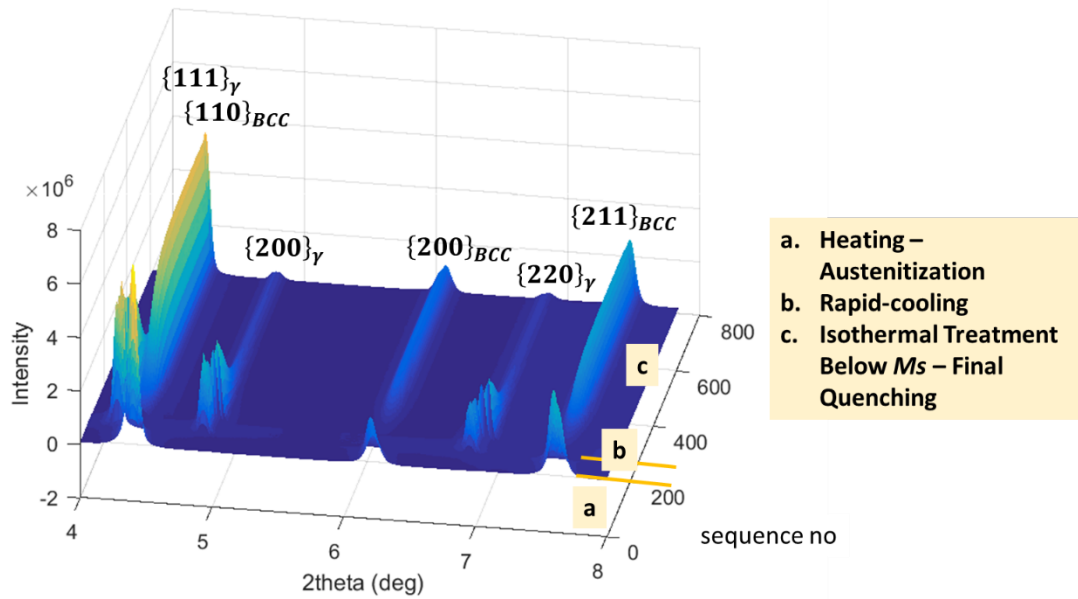 {111}γ
{110}BCC
×10⁶
{211}BCC
{200}γ
{200}BCC
{220}γ
8
6
4
2
0
-2
Intensity
4
5
6
7
8
2theta (deg)
0
200
400
600
800
sequence no
a
b
c
a. Heating –
Austenitization
b. Rapid-cooling
c. Isothermal Treatment
Below Ms – Final
Quenching